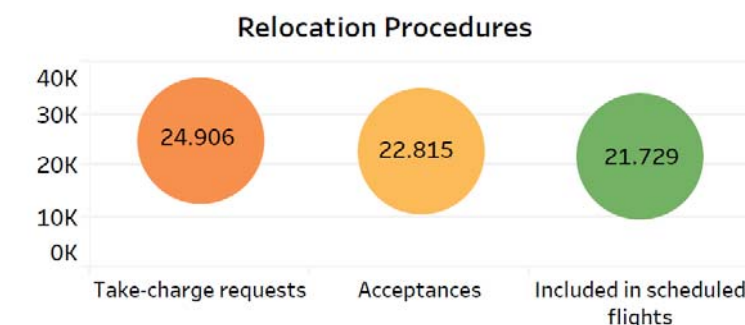 Relocation Procedures
40K
30K
20K
10K
0K
24.906
22.815
21.729
Take-charge requests
Acceptances
Included in scheduled
flights